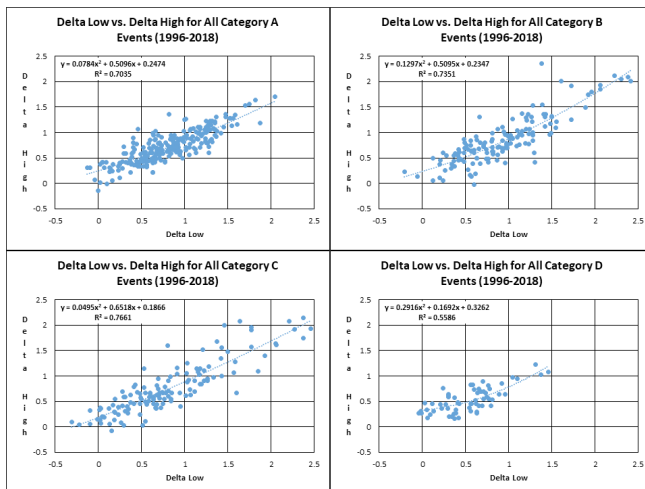 Delta Low vs. Delta High for All Category A
Events (1996-2018)
y = 0.0784x² + 0.5096x + 0.2474
R² = 0.7035
Delta High
2.5
2
1.5
1
0.5
0
-0.5
-0.5 0 0.5 1 1.5 2 2.5
Delta Low
Delta Low vs. Delta High for All Category B
Events (1996-2018)
y = 0.1297x² + 0.5095x + 0.2347
R² = 0.7351
Delta High
2.5
2
1.5
1
0.5
0
-0.5
-0.5 0 0.5 1 1.5 2 2.5
Delta Low
Delta Low vs. Delta High for All Category C
Events (1996-2018)
y = 0.0495x² + 0.6518x + 0.1866
R² = 0.7661
Delta High
2.5
2
1.5
1
0.5
0
-0.5
-0.5 0 0.5 1 1.5 2 2.5
Delta Low
Delta Low vs. Delta High for All Category D
Events (1996-2018)
y = 0.2916x² + 0.1692x + 0.3262
R² = 0.5586
Delta High
2.5
2
1.5
1
0.5
0
-0.5
-0.5 0 0.5 1 1.5 2 2.5
Delta Low